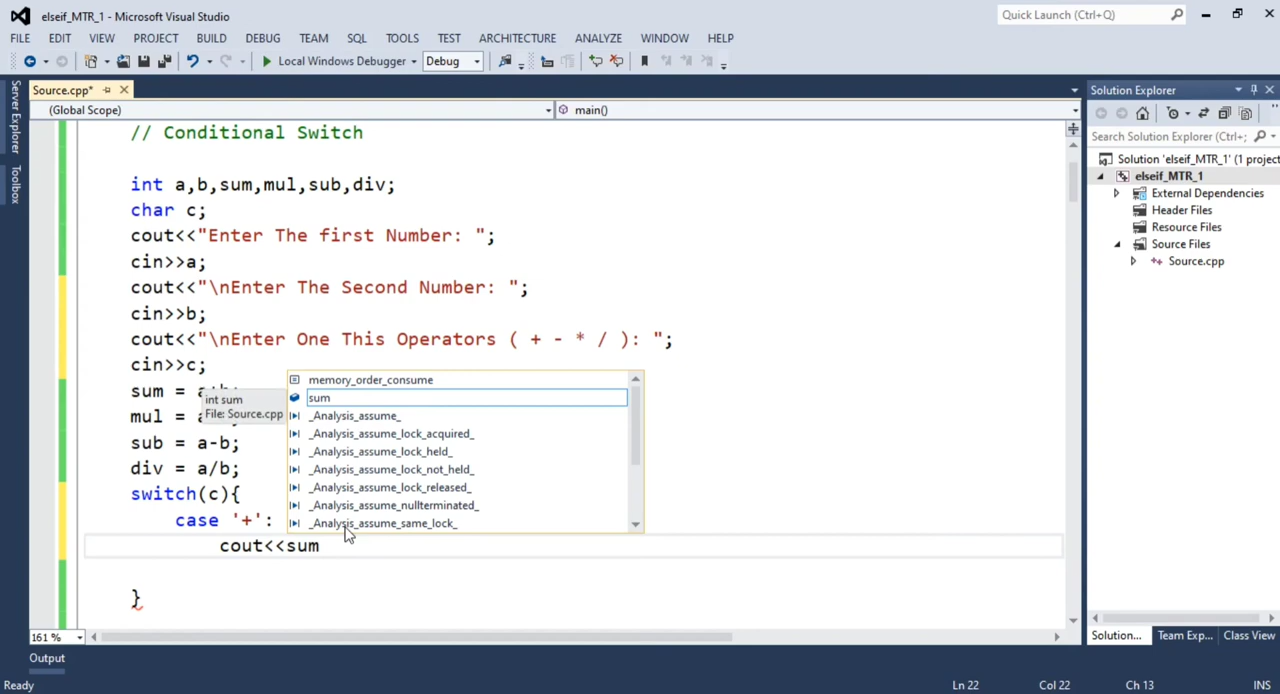 elseif_MTR_1 - Microsoft Visual Studio
Quick Launch (Ctrl+Q)
FILE EDIT VIEW PROJECT BUILD DEBUG TEAM SQL TOOLS TEST ARCHITECTURE ANALYZE WINDOW HELP
Local Windows Debugger Debug
Server Explorer
Toolbox
Source.cpp*
(Global Scope) main()
// Conditional Switch
int a,b,sum,mul,sub,div;
char c;
cout<<"Enter The first Number: ";
cin>>a;
cout<<"\nEnter The Second Number: ";
cin>>b;
cout<<"\nEnter One This Operators ( + - * / ): ";
cin>>c;
sum =
mul =
sub = a-b;
div = a/b;
switch(c){
case '+':
cout<<sum
}
int sum
File: Source.cpp
memory_order_consume
sum
_Analysis_assume_
_Analysis_assume_lock_acquired_
_Analysis_assume_lock_held_
_Analysis_assume_lock_not_held_
_Analysis_assume_lock_released_
_Analysis_assume_nullterminated_
_Analysis_assume_same_lock_
161 %
Solution Explorer
Search Solution Explorer (Ctrl+;
Solution 'elseif_MTR_1' (1 project
elseif_MTR_1
External Dependencies
Header Files
Resource Files
Source Files
Source.cpp
Solution... Team Exp... Class View
Output
Ready Ln 22 Col 22 Ch 13 INS